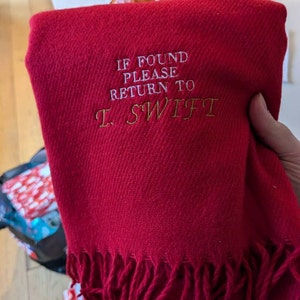 IF FOUND
PLEASE
RETURN TO
T. SWIFT